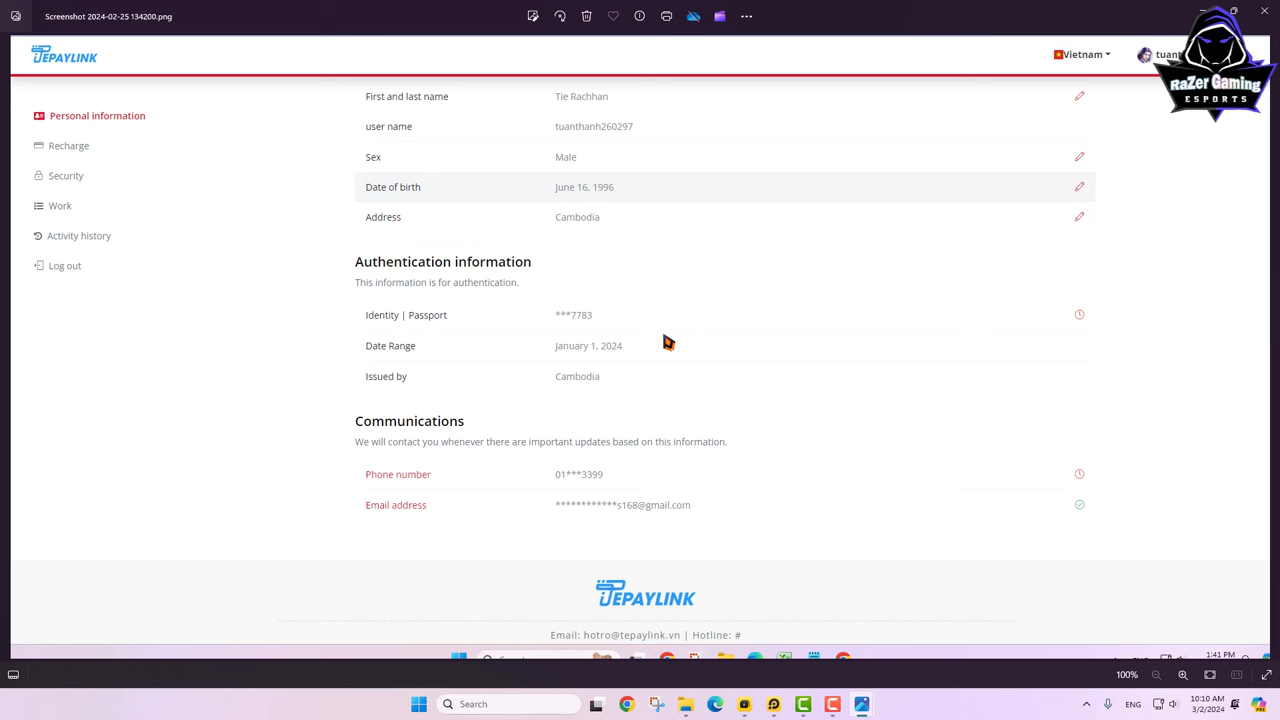 Screenshot 2024-02-25 134200.png
TEPAYLINK
Vietnam
RaZer Gaming
ESPORTS
First and last name Tie Rachhan
Personal information
user name tuanthanh260297
Recharge
Sex Male
Security
Date of birth June 16, 1996
Work
Address Cambodia
Activity history
Log out
Authentication information
This information is for authentication.
Identity | Passport ***7783
Date Range January 1, 2024
Issued by Cambodia
Communications
We will contact you whenever there are important updates based on this information.
Phone number 01***3399
Email address ************s168@gmail.com
TEPAYLINK
Email: hotro@tepaylink.vn | Hotline: #
1:41 PM
100%
Search
ENG
10:10 AM
3/2/2024